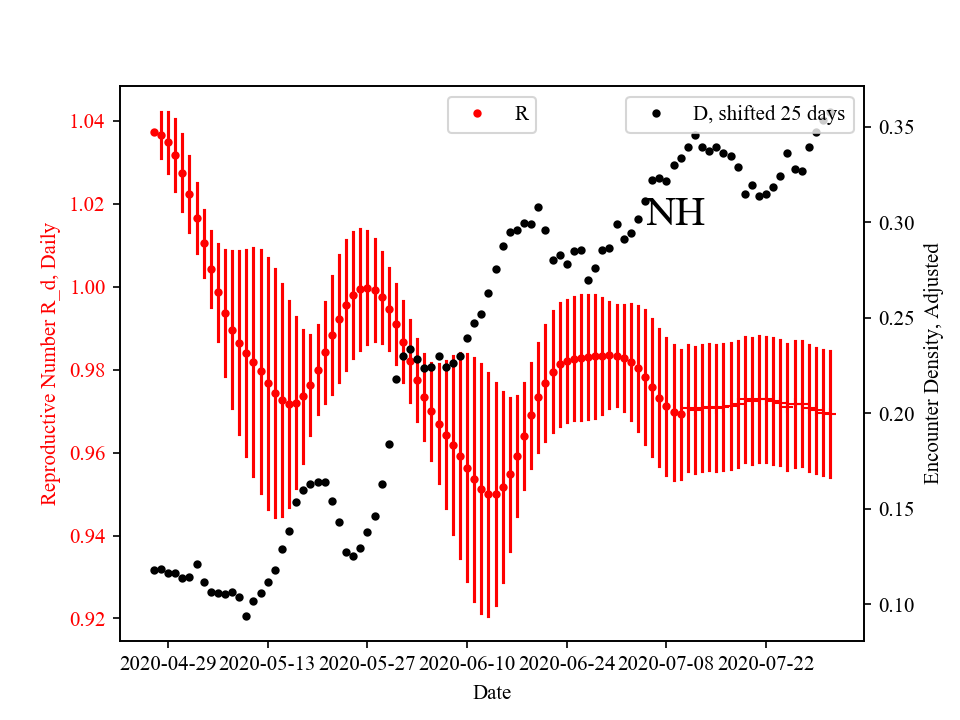 R
D, shifted 25 days
NH
Reproductive Number R_d, Daily
1.04
1.02
1.00
0.98
0.96
0.94
0.92
0.35
0.30
0.25
0.20
0.15
0.10
Encounter Density, Adjusted
2020-04-29 2020-05-13 2020-05-27 2020-06-10 2020-06-24 2020-07-08 2020-07-22
Date